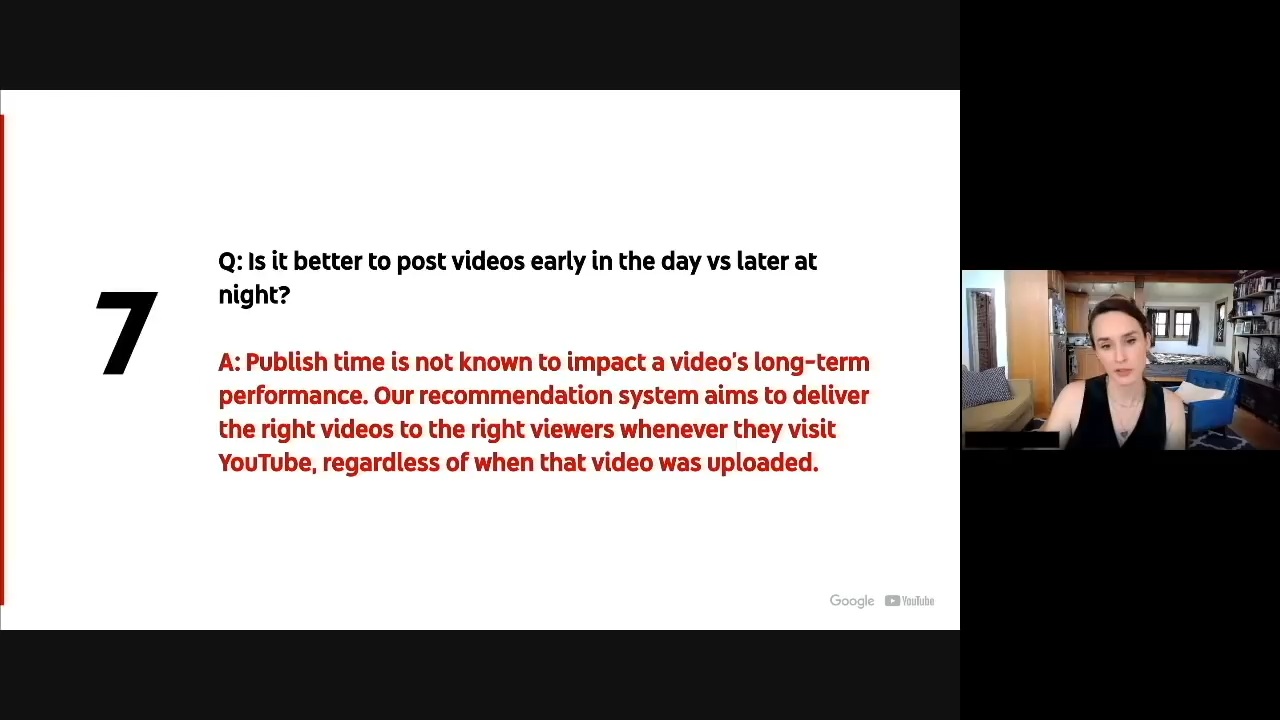 7
Q: Is it better to post videos early in the day vs later at
night?
A: Publish time is not known to impact a video's long-term
performance. Our recommendation system aims to deliver
the right videos to the right viewers whenever they visit
YouTube, regardless of when that video was uploaded.
Google YouTube